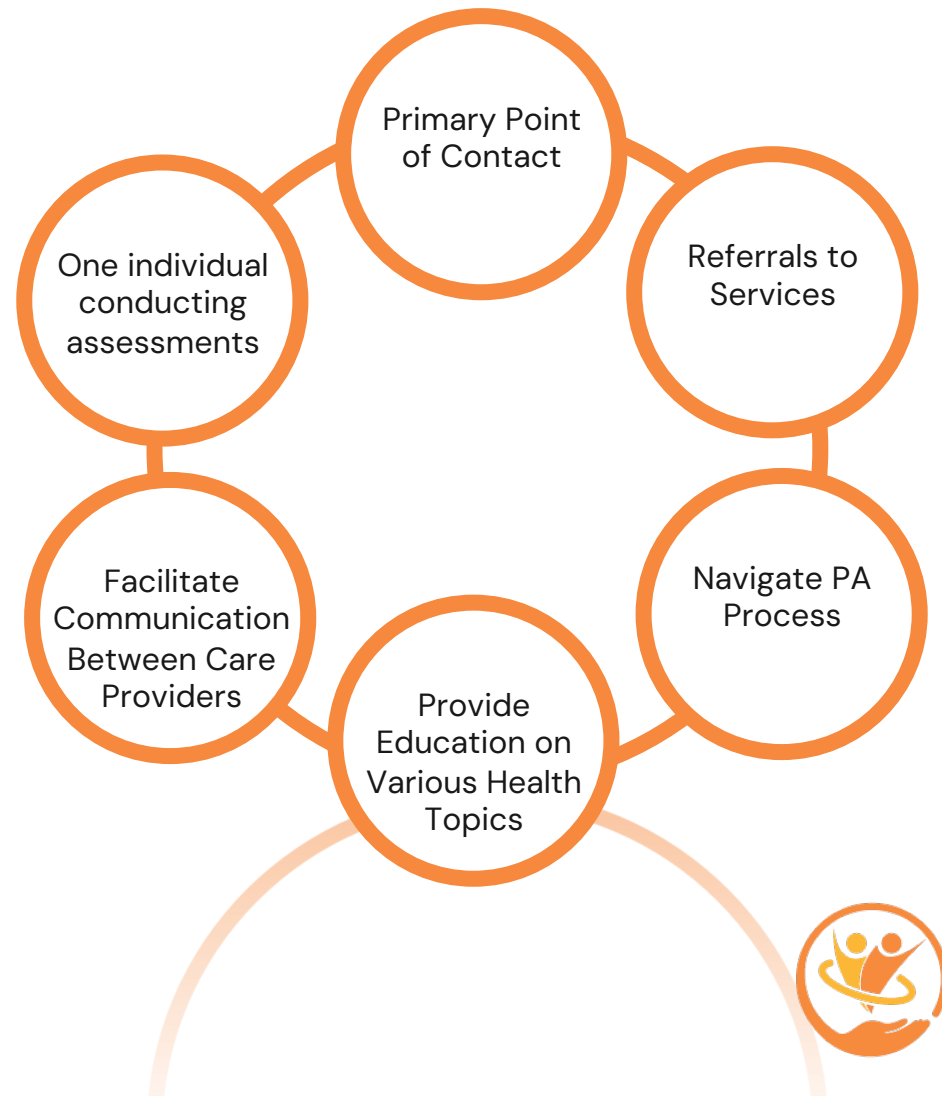 Primary Point
of Contact
Referrals to
Services
Navigate PA
Process
Provide
Education on
Various Health
Topics
Facilitate
Communication
Between Care
Providers
One individual
conducting
assessments